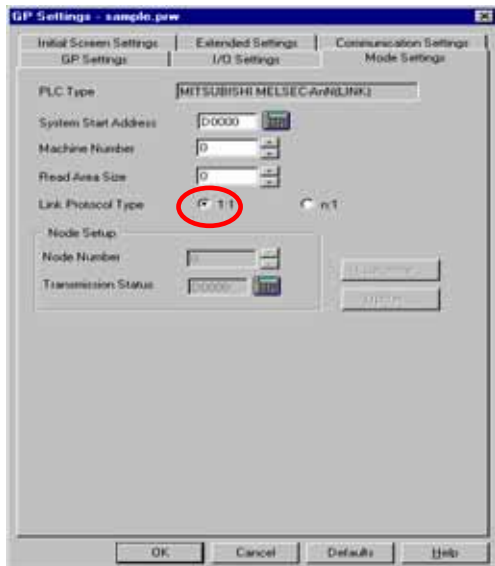 GP Settings - sample.prw
Initial Screen Settings Extended Settings Communication Settings
GP Settings I/O Settings Mode Settings
PLC Type MITSUBISHI MELSEC-AnN(LINK)
System Start Address D0000
Machine Number 0
Read Area Size 0
Link Protocol Type 1:1 n:1
Node Setup
Node Number
Transmission Status D0000
OK Cancel Defaults Help